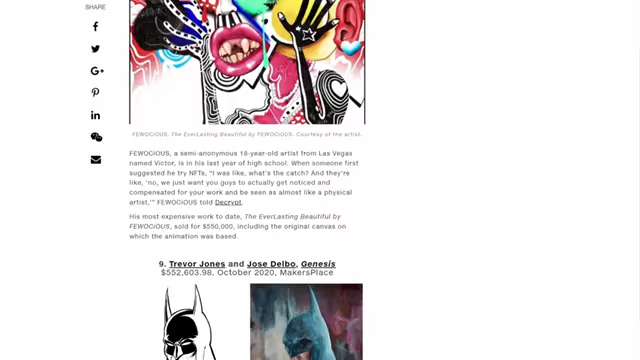 SHARE
FEWOCiOUS, The EverLasting Beautiful by FEWOCiOUS. Courtesy of the artist.
FEWOCiOUS, a semi-anonymous 18-year-old artist from Las Vegas
named Victor, is in his last year of high school. When someone first
suggested he try NFTs, “I was like, what’s the catch? And they’re
like, ‘no, we just want you guys to actually get noticed and
compensated for your work and be seen as almost like a physical
artist,’” FEWOCiOUS told Decrypt.
His most expensive work to date, The EverLasting Beautiful by
FEWOCiOUS, sold for $550,000, including the original canvas on
which the animation was based.
9. Trevor Jones and Jose Delbo, Genesis
$552,603.98, October 2020, MakersPlace